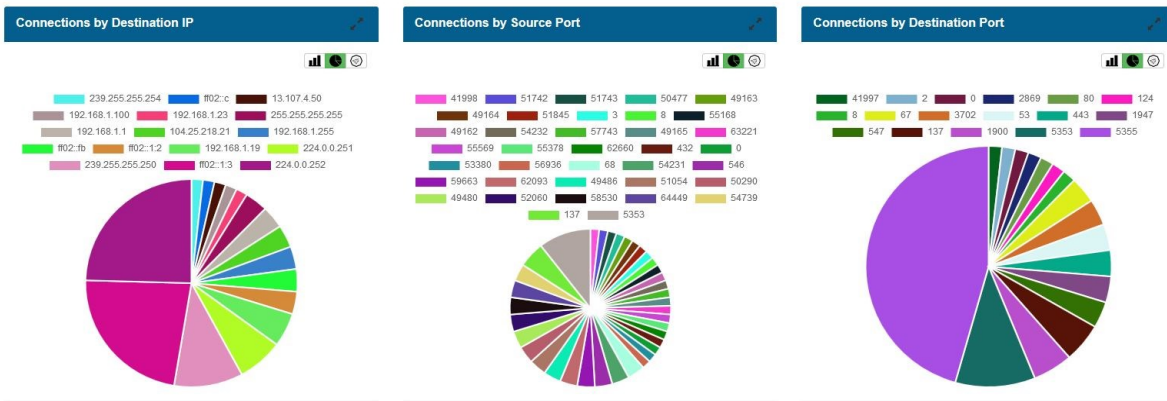 Connections by Destination IP
239.255.255.254 ff02::c 13.107.4.50
192.168.1.100 192.168.1.23 255.255.255.255
192.168.1.1 104.25.218.21 192.168.1.255
ff02::fb ff02::1:2 192.168.1.19 224.0.0.251
239.255.255.250 ff02::1:3 224.0.0.252
Connections by Source Port
41998 51742 51743 50477 49163
49164 51845 3 8 55168
49162 54232 57743 49165 63221
55569 55378 62660 432 0
53380 56936 68 54231 546
59663 62093 49486 51054 50290
49480 52060 58530 64449 54739
137 5353
Connections by Destination Port
41997 2 0 2869 80 124
8 67 3702 53 443 1947
547 137 1900 5353 5355